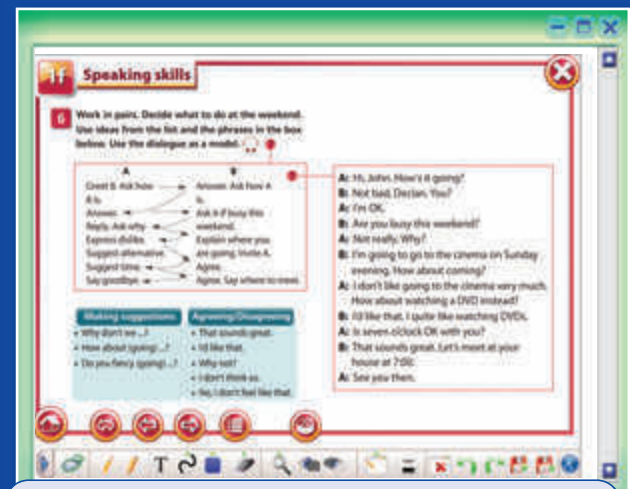 1f Speaking skills
6 Work in pairs. Decide what to do at the weekend.
Use ideas from the list and the phrases in the box
below. Use the dialogue as a model.
A
Greet B. Ask how
A is.
Answer.
Reply. Ask why
Express dislike.
Suggest alternative.
Suggest time.
Say goodbye.
B
Answer. Ask how A
is.
Ask A if busy this
weekend.
Explain where you
are going. Invite A.
Agree.
Agree. Say where to meet.
A: Hi, John. How's it going?
B: Not bad, Declan. You?
A: I'm OK.
B: Are you busy this weekend?
A: Not really. Why?
B: I'm going to go to the cinema on Sunday
evening. How about coming?
A: I don't like going to the cinema very much.
How about watching a DVD instead?
B: I'd like that. I quite like watching DVDs.
A: Is seven o'clock OK with you?
B: That sounds great. Let's meet at your
house at 7:00.
A: See you then.
Making suggestions
• Why don't we ...?
• How about (going) ...?
• Do you fancy (going) ...?
Agreeing/Disagreeing
• That sounds great.
• I'd like that.
• Why not?
• I don't think so.
• No, I don't feel like that.
T